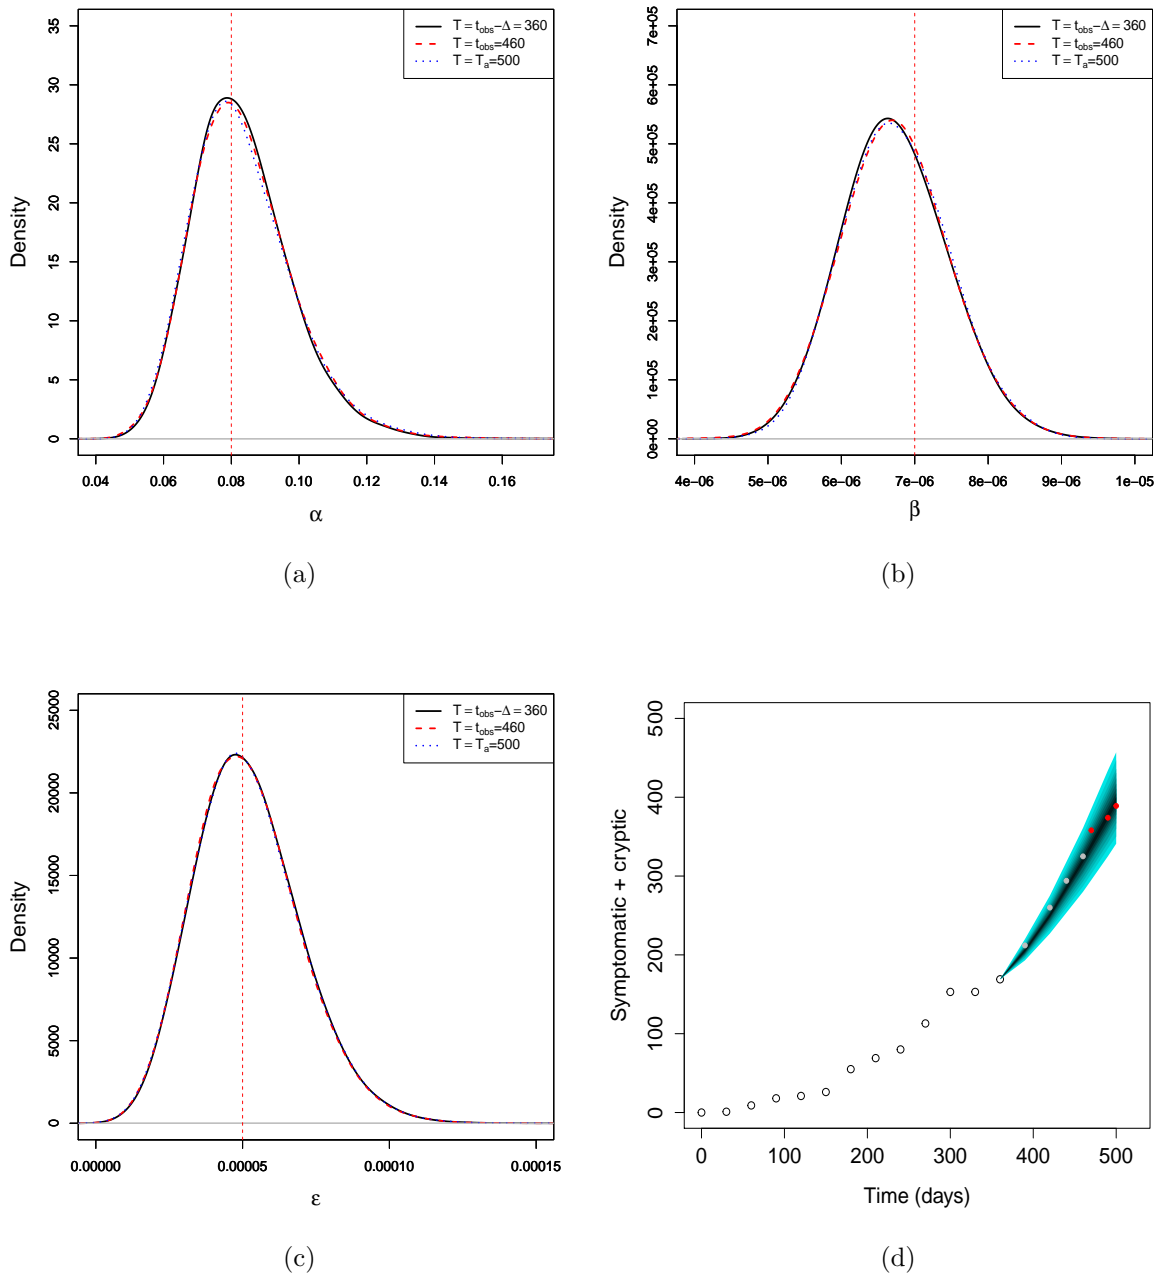 T = t_obs−Δ = 360
T = t_obs=460
T = T_a=500
Density
0 5 10 15 20 25 30 35
0.04 0.06 0.08 0.10 0.12 0.14 0.16
α
(a)
T = t_obs−Δ = 360
T = t_obs=460
T = T_a=500
Density
0e+00 1e+05 2e+05 3e+05 4e+05 5e+05 6e+05 7e+05
4e−06 5e−06 6e−06 7e−06 8e−06 9e−06 1e−05
β
(b)
T = t_obs−Δ = 360
T = t_obs=460
T = T_a=500
Density
0 5000 10000 15000 20000 25000
0.00000 0.00005 0.00010 0.00015
ε
(c)
Symptomatic + cryptic
0 100 200 300 400 500
0 100 200 300 400 500
Time (days)
(d)